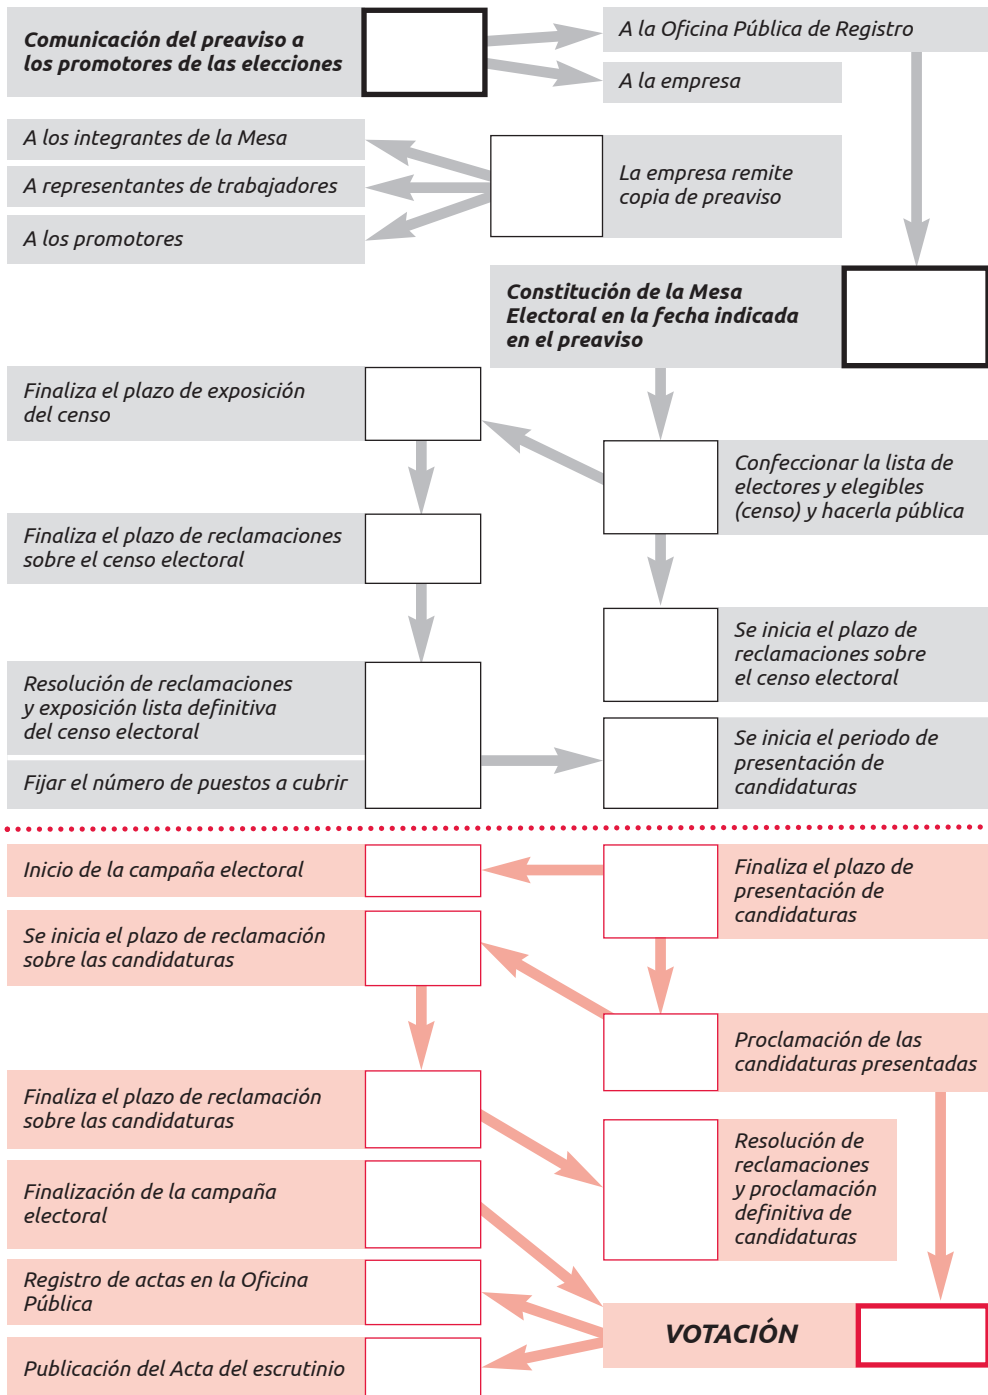 Comunicación del preaviso a
los promotores de las elecciones
A la Oficina Pública de Registro
A la empresa
A los integrantes de la Mesa
A representantes de trabajadores
A los promotores
La empresa remite
copia de preaviso
Constitución de la Mesa
Electoral en la fecha indicada
en el preaviso
Finaliza el plazo de exposición
del censo
Confeccionar la lista de
electores y elegibles
(censo) y hacerla pública
Finaliza el plazo de reclamaciones
sobre el censo electoral
Se inicia el plazo de
reclamaciones sobre
el censo electoral
Resolución de reclamaciones
y exposición lista definitiva
del censo electoral
Fijar el número de puestos a cubrir
Se inicia el periodo de
presentación de
candidaturas
Inicio de la campaña electoral
Finaliza el plazo de
presentación de
candidaturas
Se inicia el plazo de reclamación
sobre las candidaturas
Proclamación de las
candidaturas presentadas
Finaliza el plazo de reclamación
sobre las candidaturas
Resolución de
reclamaciones
y proclamación
definitiva de
candidaturas
Finalización de la campaña
electoral
Registro de actas en la Oficina
Pública
VOTACIÓN
Publicación del Acta del escrutinio